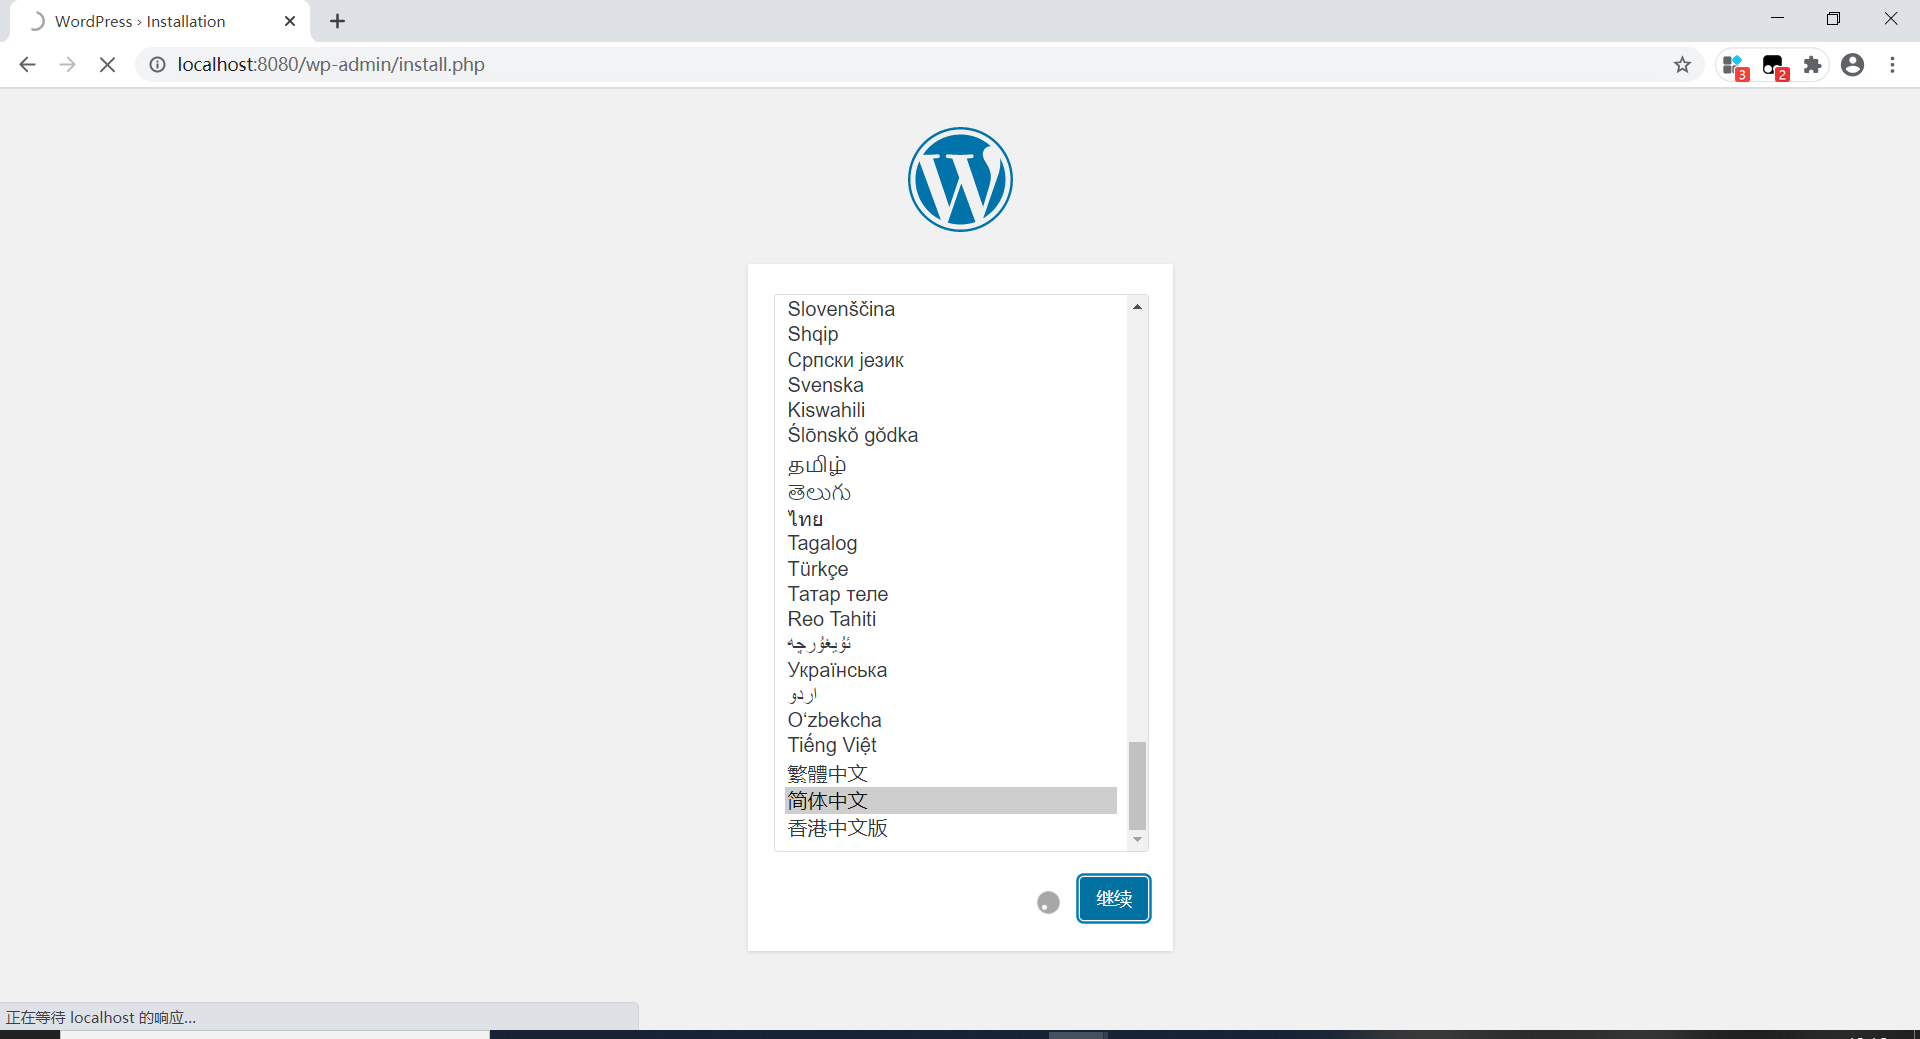 WordPress › Installation
localhost:8080/wp-admin/install.php
3
2
Slovenščina
Shqip
Српски језик
Svenska
Kiswahili
Ślōnskŏ gŏdka
தமிழ்
తెలుగు
ไทย
Tagalog
Türkçe
Татар теле
Reo Tahiti
ئۇيغۇرچە
Українська
اردو
O‘zbekcha
Tiếng Việt
繁體中文
简体中文
香港中文版
继续
正在等待 localhost 的响应...